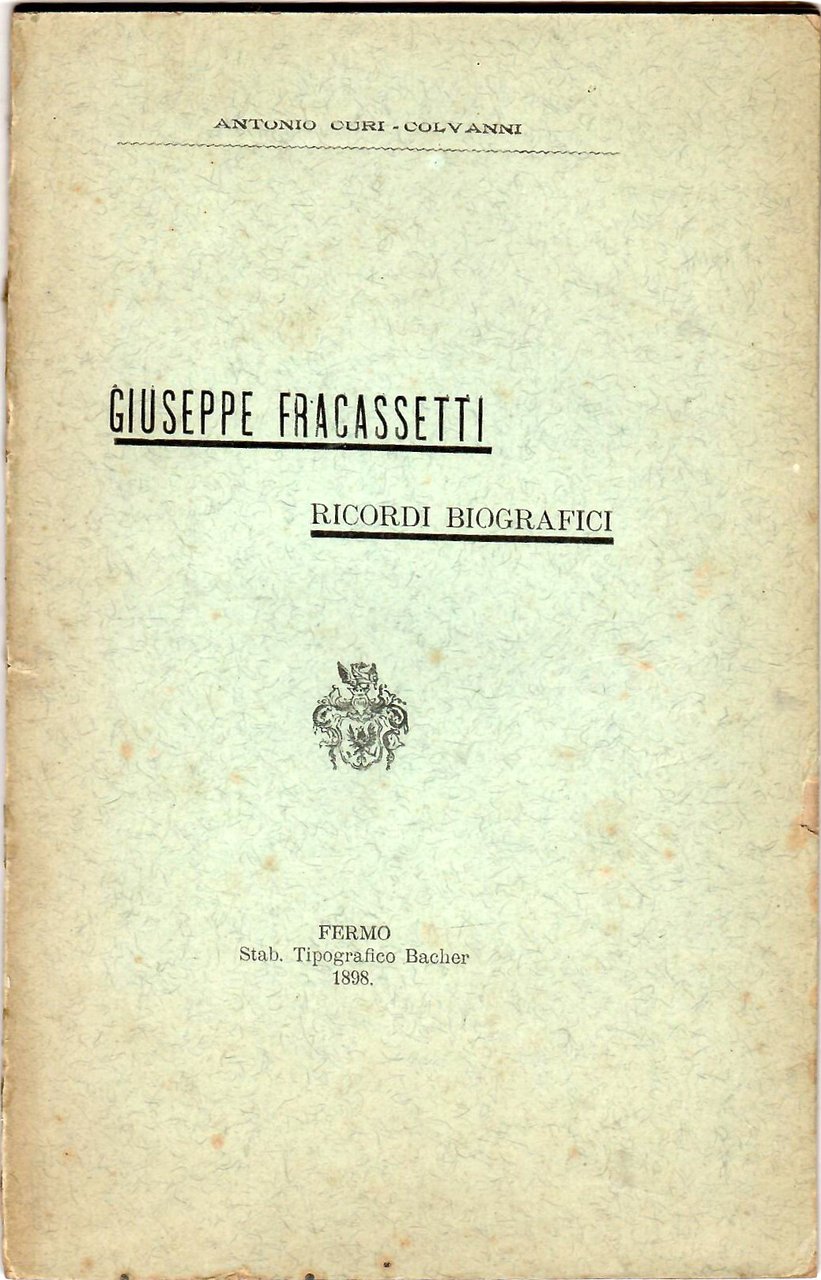 ANTONIO CURI-COLVANNI
GIUSEPPE FRACASSETTI
RICORDI BIOGRAFICI
FERMO
Stab. Tipografico Bacher
1898.